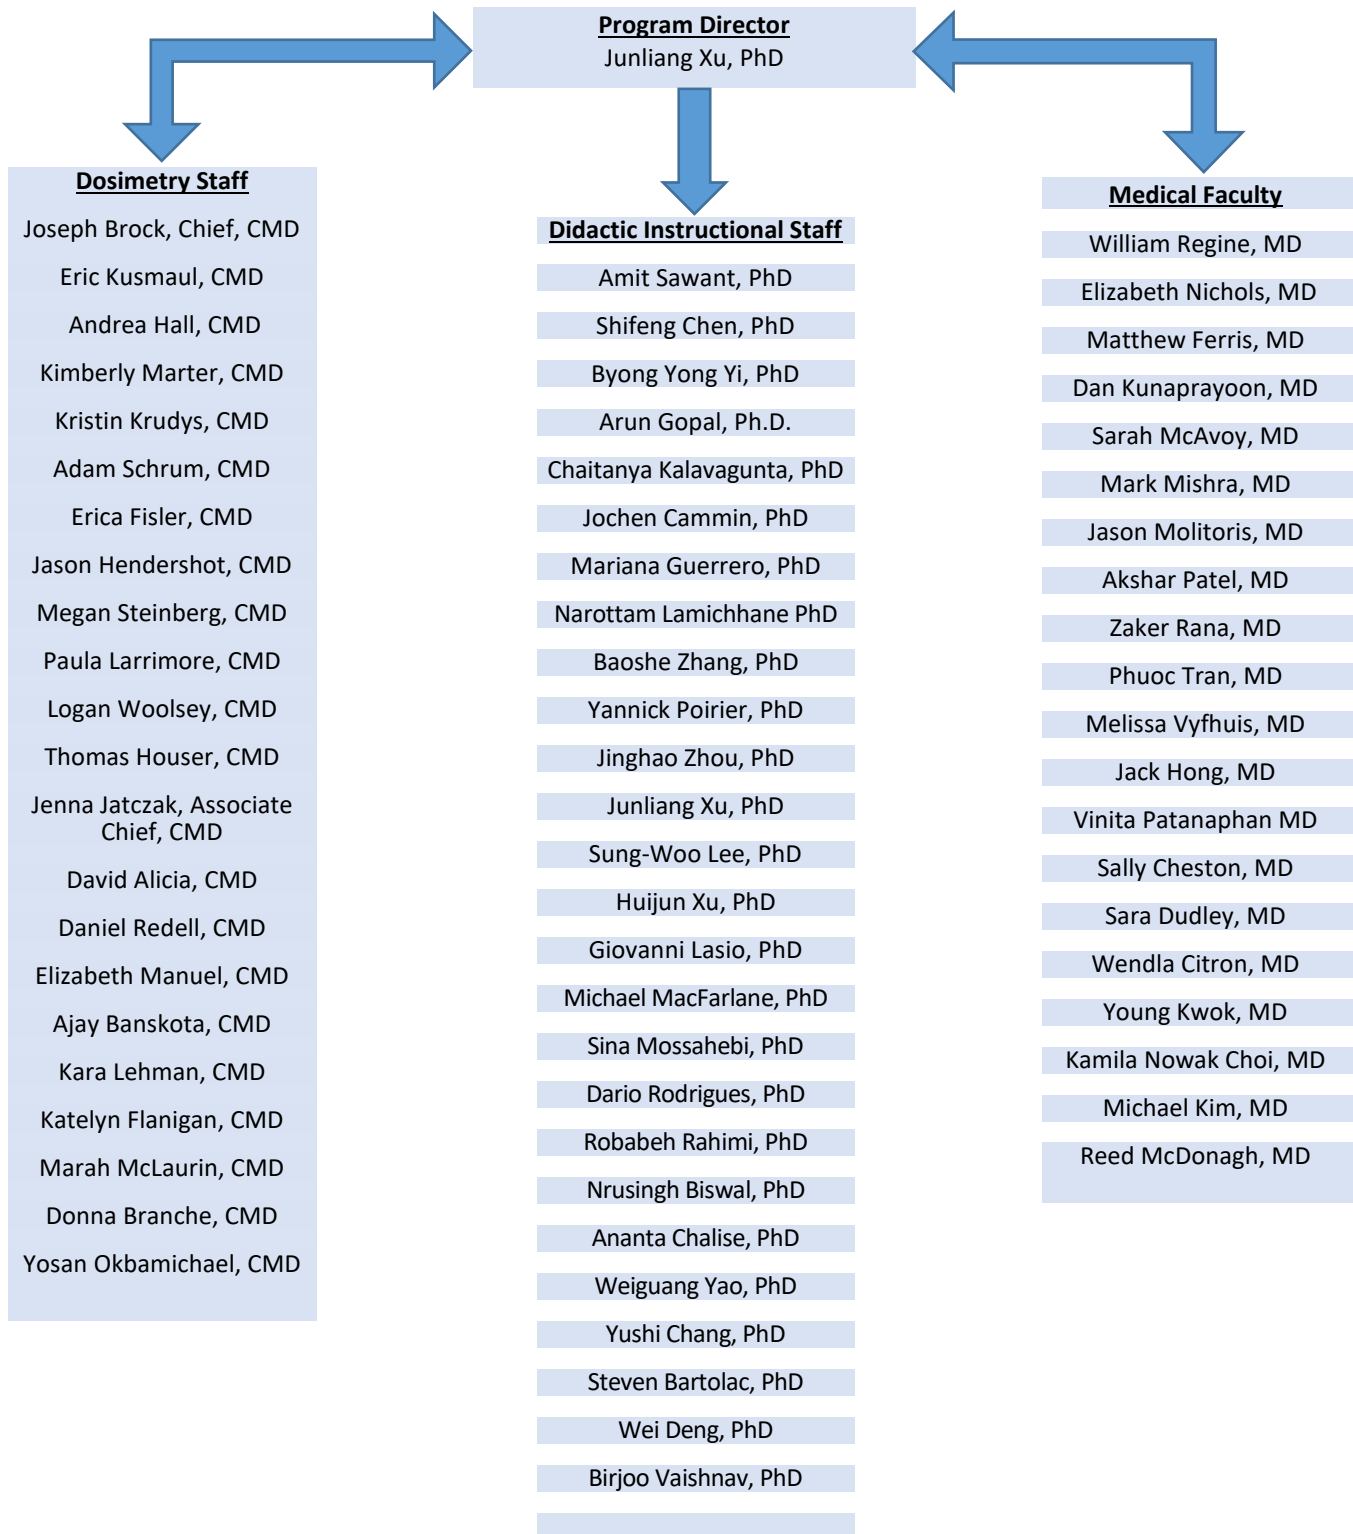 Program Director
Junliang Xu, PhD
Dosimetry Staff
Joseph Brock, Chief, CMD
Eric Kusmaul, CMD
Andrea Hall, CMD
Kimberly Marter, CMD
Kristin Krudys, CMD
Adam Schrum, CMD
Erica Fisler, CMD
Jason Hendershot, CMD
Megan Steinberg, CMD
Paula Larrimore, CMD
Logan Woolsey, CMD
Thomas Houser, CMD
Jenna Jatczak, Associate
Chief, CMD
David Alicia, CMD
Daniel Redell, CMD
Elizabeth Manuel, CMD
Ajay Banskota, CMD
Kara Lehman, CMD
Katelyn Flanigan, CMD
Marah McLaurin, CMD
Donna Branche, CMD
Yosan Okbamichael, CMD
Didactic Instructional Staff
Amit Sawant, PhD
Shifeng Chen, PhD
Byong Yong Yi, PhD
Arun Gopal, Ph.D.
Chaitanya Kalavagunta, PhD
Jochen Cammin, PhD
Mariana Guerrero, PhD
Narottam Lamichhane PhD
Baoshe Zhang, PhD
Yannick Poirier, PhD
Jinghao Zhou, PhD
Junliang Xu, PhD
Sung-Woo Lee, PhD
Huijun Xu, PhD
Giovanni Lasio, PhD
Michael MacFarlane, PhD
Sina Mossahebi, PhD
Dario Rodrigues, PhD
Robabeh Rahimi, PhD
Nrusingh Biswal, PhD
Ananta Chalise, PhD
Weiguang Yao, PhD
Yushi Chang, PhD
Steven Bartolac, PhD
Wei Deng, PhD
Birjoo Vaishnav, PhD
Medical Faculty
William Regine, MD
Elizabeth Nichols, MD
Matthew Ferris, MD
Dan Kunaprayoon, MD
Sarah McAvoy, MD
Mark Mishra, MD
Jason Molitoris, MD
Akshar Patel, MD
Zaker Rana, MD
Phuoc Tran, MD
Melissa Vyfhuis, MD
Jack Hong, MD
Vinita Patanaphan MD
Sally Cheston, MD
Sara Dudley, MD
Wendla Citron, MD
Young Kwok, MD
Kamila Nowak Choi, MD
Michael Kim, MD
Reed McDonagh, MD